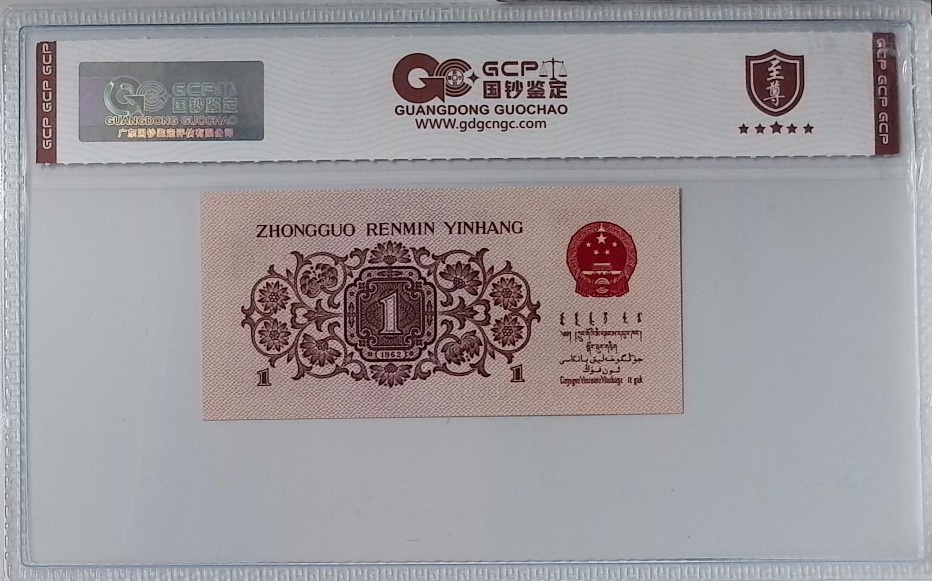 GCP GCP GCP
GCP
国钞鉴定
GUANGDONG GUOCHAO
广东国钞鉴定评估有限公司
GCP
国钞鉴定
GUANGDONG GUOCHAO
WWW.gdgcngc.com
至尊
GCP GCP GCP
ZHONGGUO RENMIN YINHANG
1
(1962)
1
1